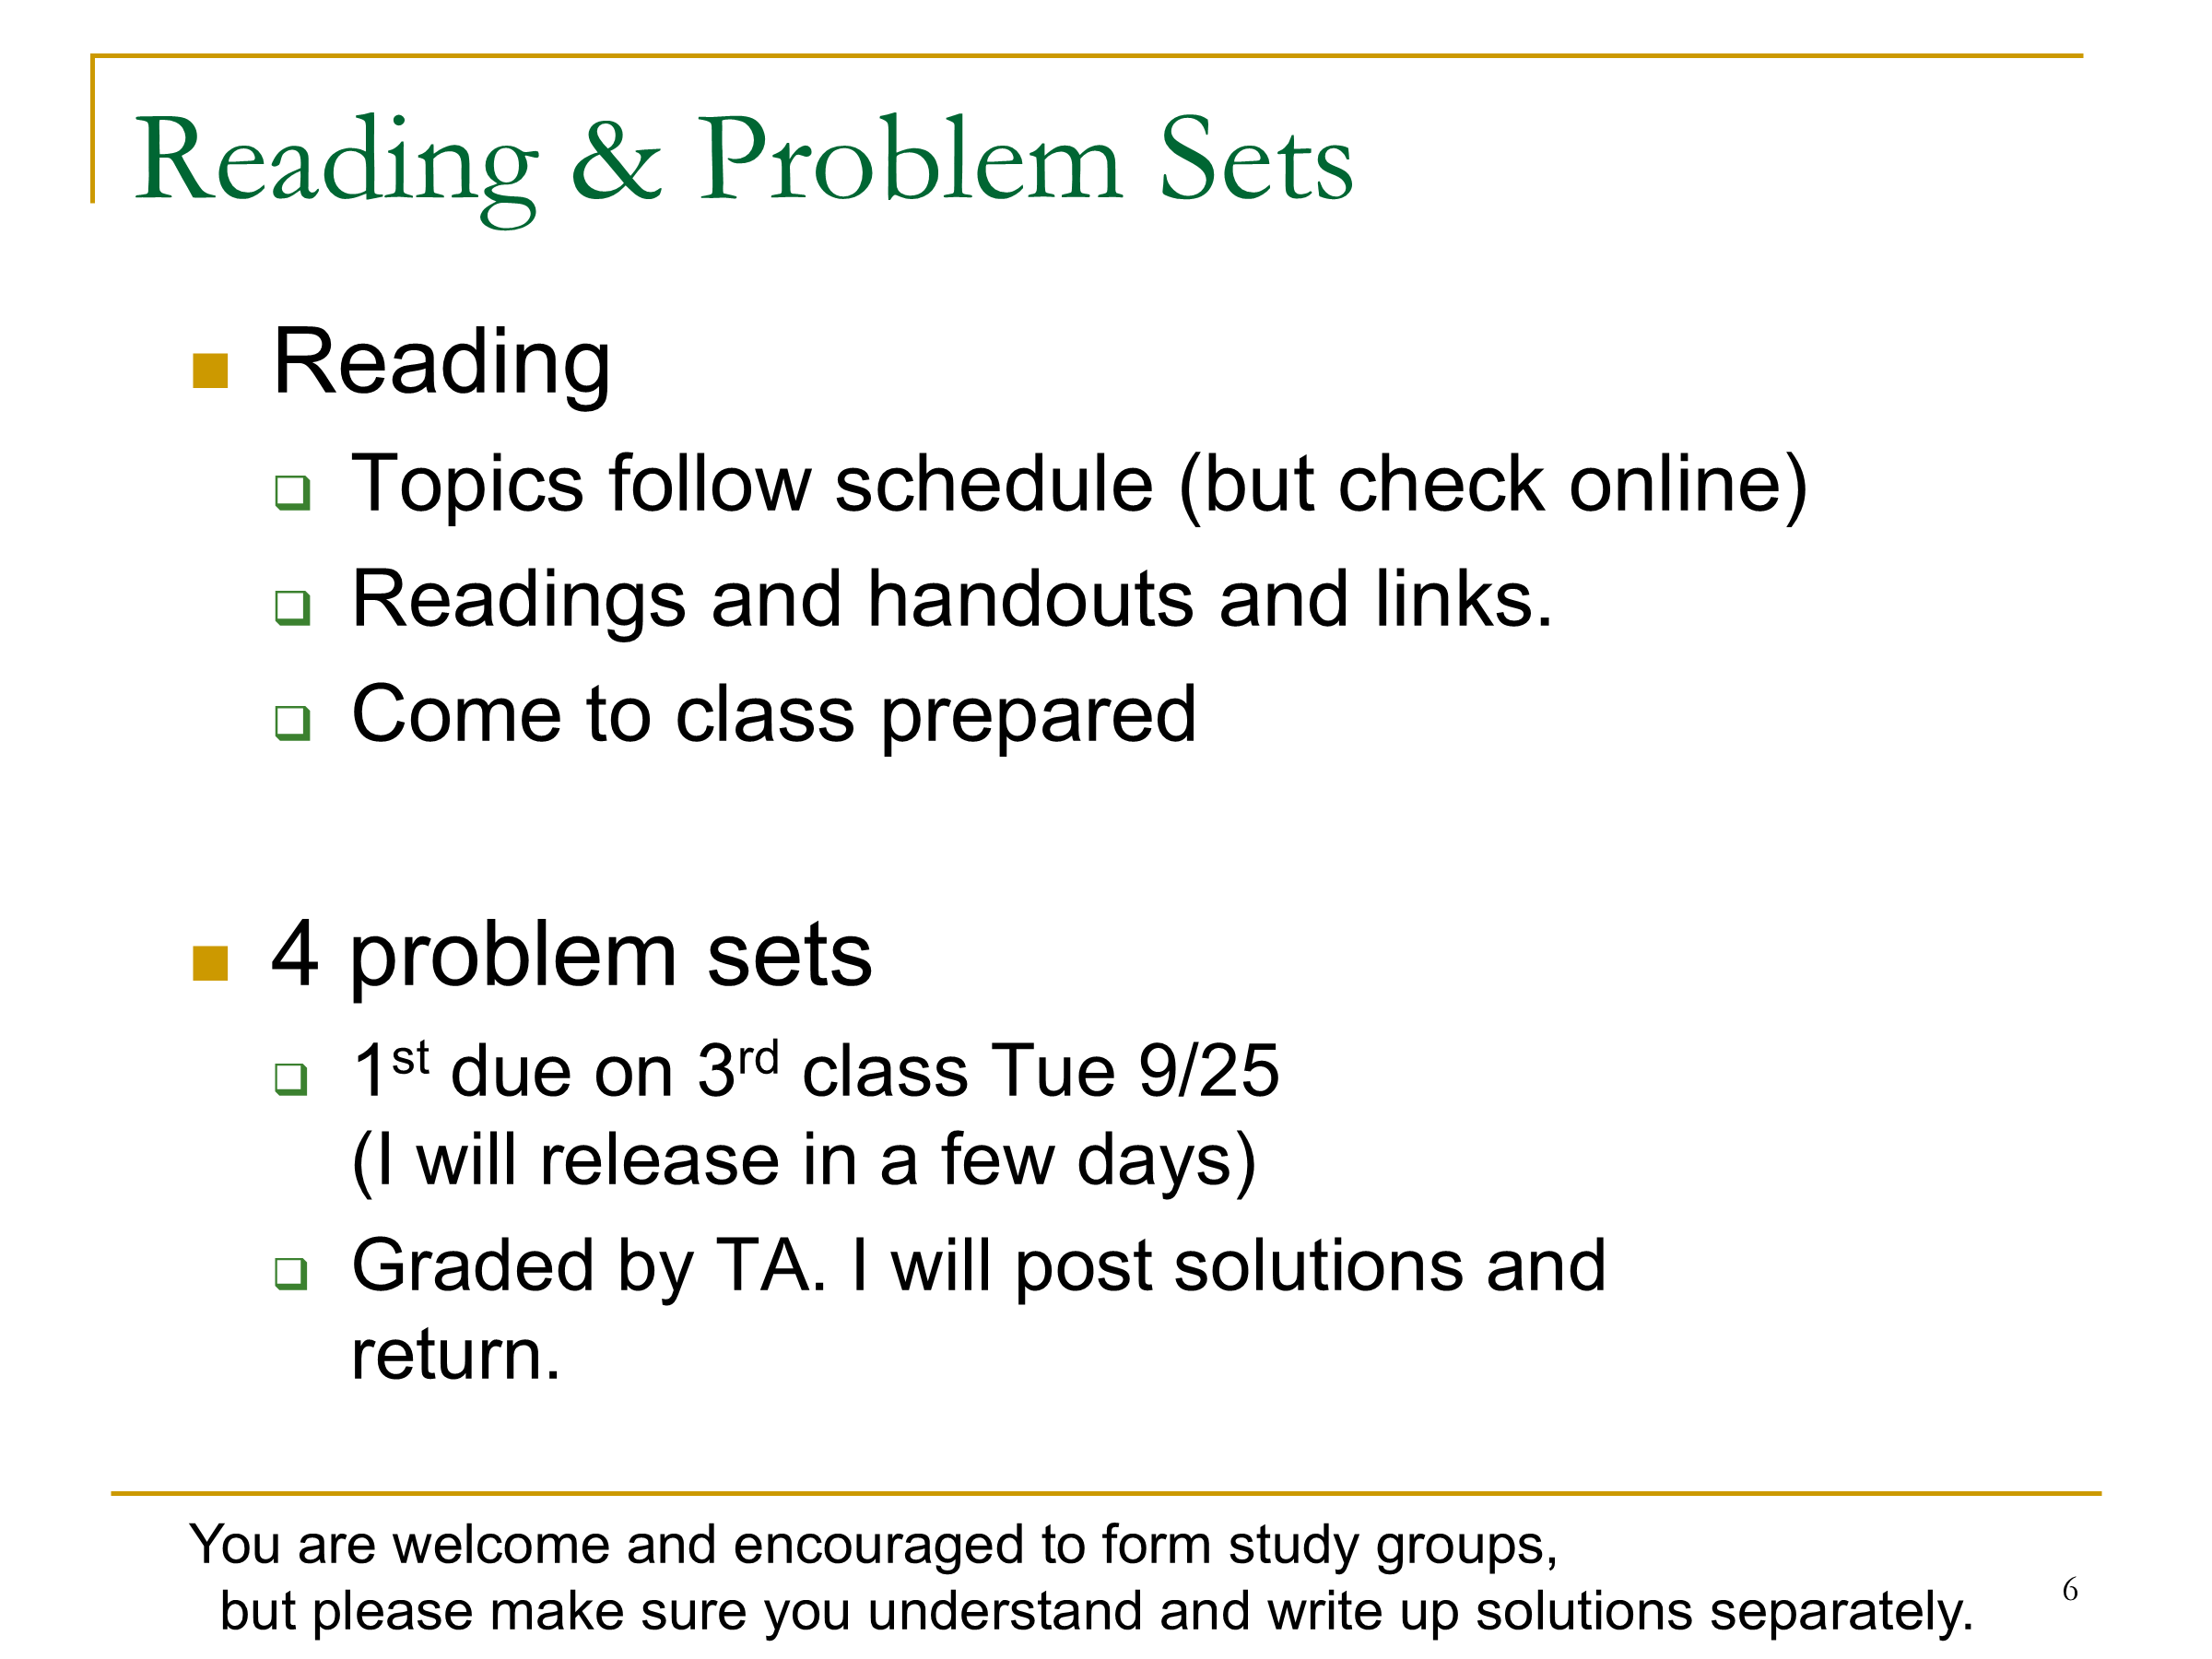 Reading & Problem Sets
Reading
Topics follow schedule (but check online)
Readings and handouts and links.
Come to class prepared
4 problem sets
1st due on 3rd class Tue 9/25
(I will release in a few days)
Graded by TA. I will post solutions and
return.
You are welcome and encouraged to form study groups,
but please make sure you understand and write up solutions separately.
6